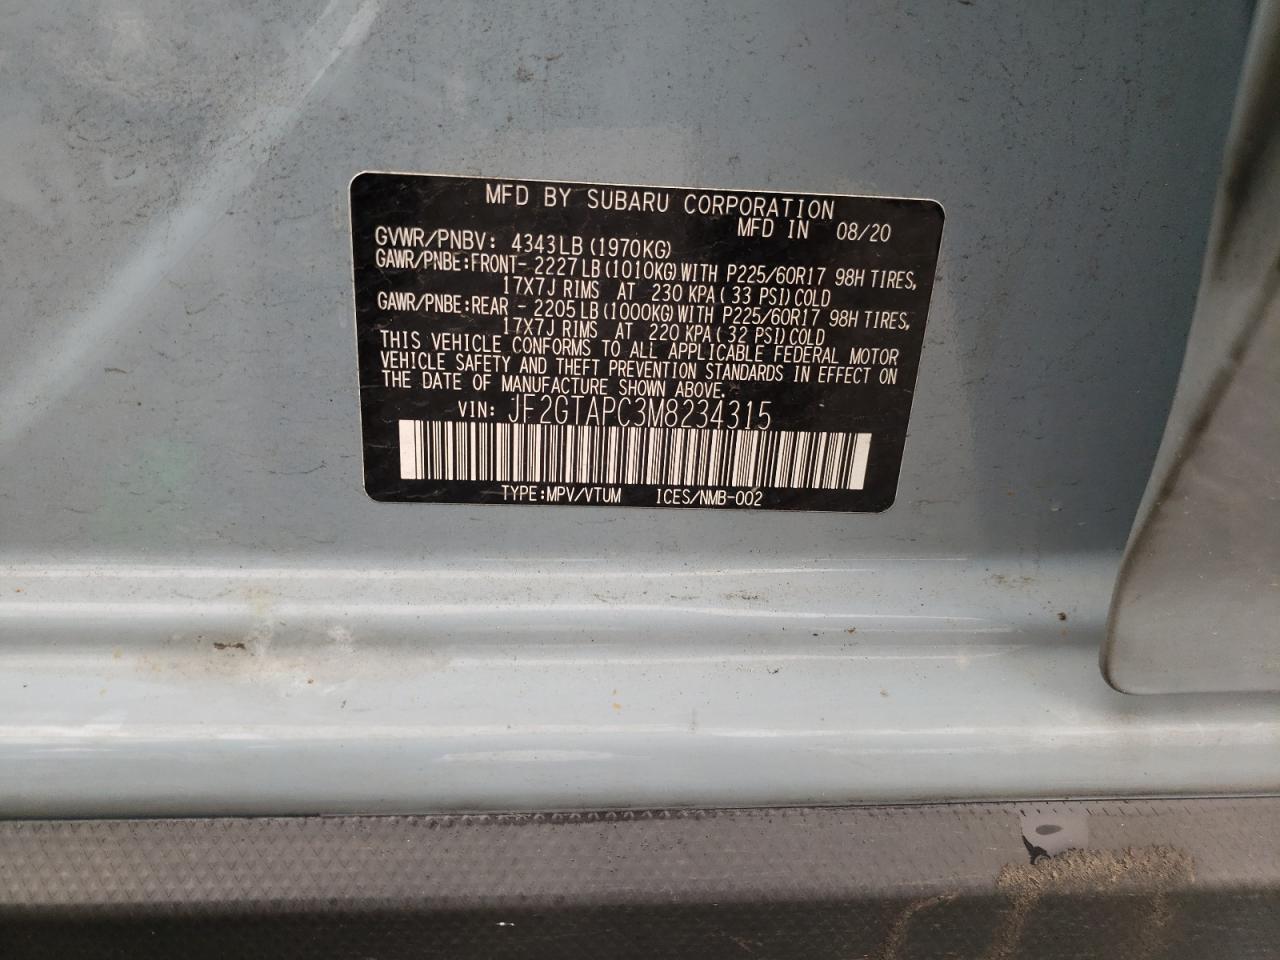 MFD BY SUBARU CORPORATION
MFD IN 08/20
GVWR/PNBV: 4343LB(1970KG)
GAWR/PNBE:FRONT- 2227LB(1010KG)WITH P225/60R17 98H TIRES,
17X7J RIMS AT 230 KPA(33 PSI)COLD
GAWR/PNBE:REAR - 2205LB(1000KG)WITH P225/60R17 98H TIRES,
17X7J RIMS AT 220 KPA(32 PSI)COLD
THIS VEHICLE CONFORMS TO ALL APPLICABLE FEDERAL MOTOR
VEHICLE SAFETY AND THEFT PREVENTION STANDARDS IN EFFECT ON
THE DATE OF MANUFACTURE SHOWN ABOVE.
VIN: JF2GTAPC3M8234315
TYPE:MPV/VTUM ICES/NMB-002